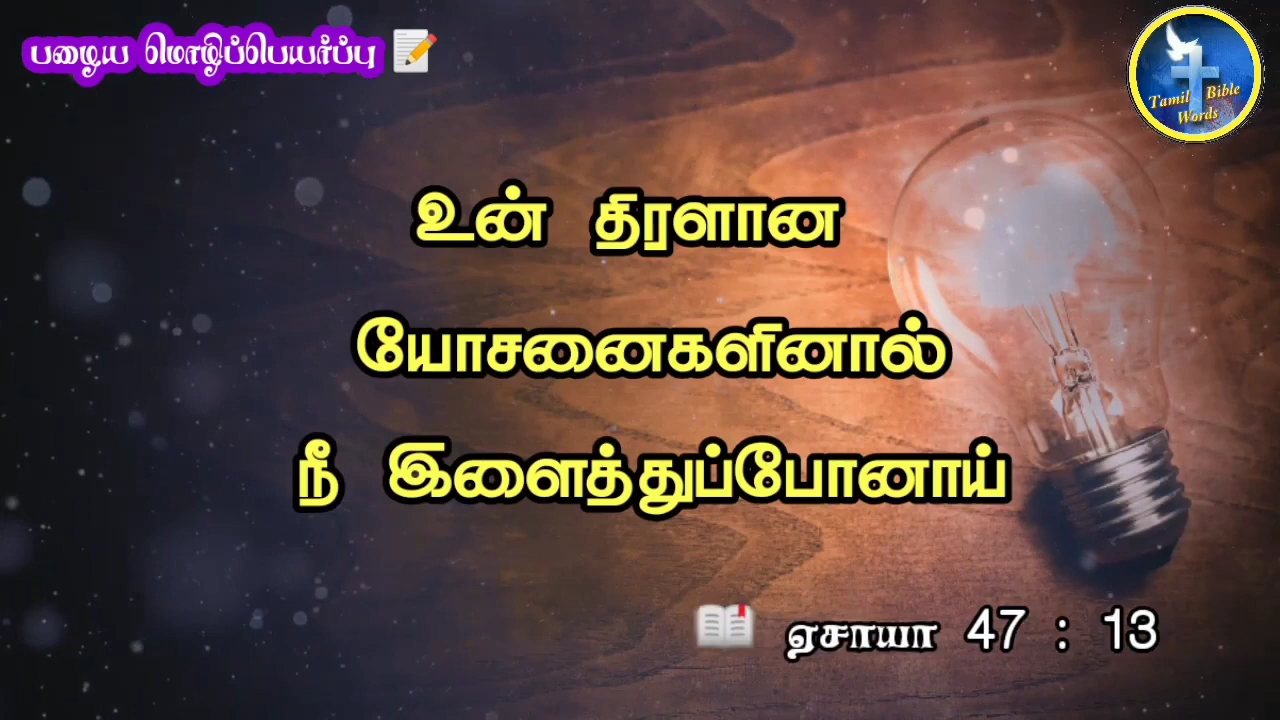 பழைய மொழிப்பெயர்ப்பு
Tamil Bible
Words
உன் திரளான
யோசனைகளினால்
நீ இளைத்துப்போனாய்
ஏசாயா 47 : 13